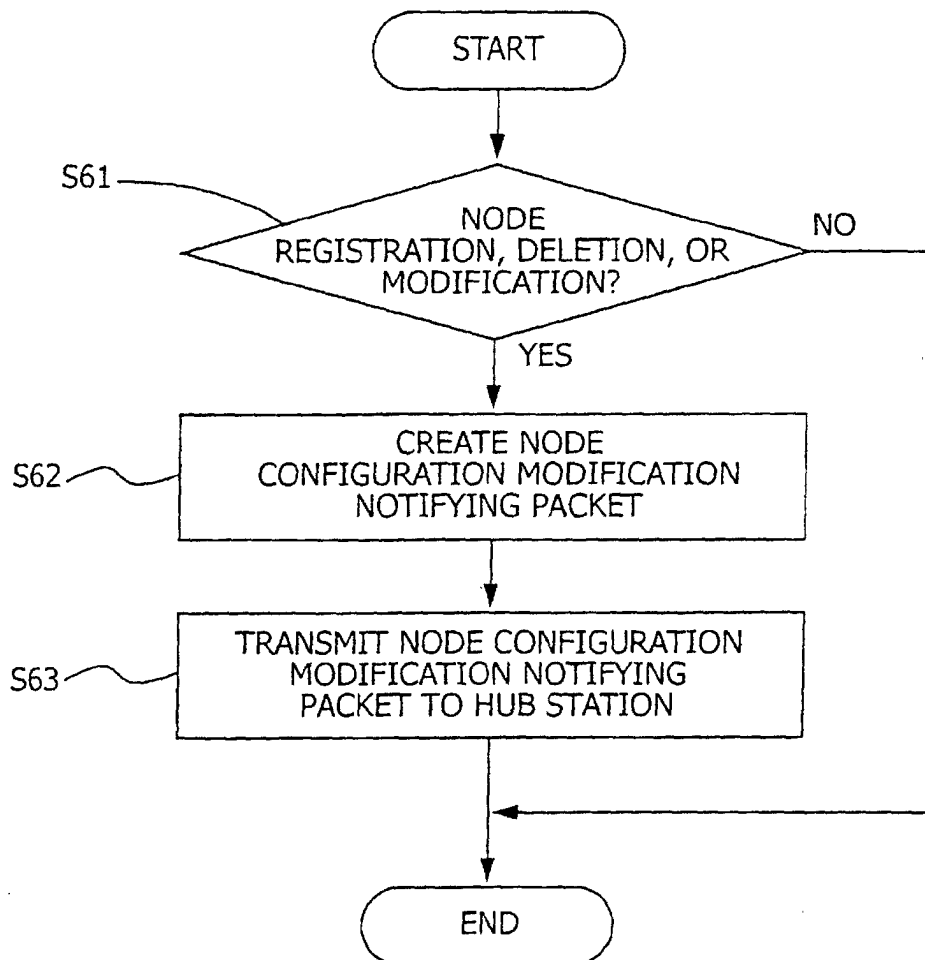 START
S61
NODE
REGISTRATION, DELETION, OR
MODIFICATION?
NO
YES
S62
CREATE NODE
CONFIGURATION MODIFICATION
NOTIFYING PACKET
S63
TRANSMIT NODE CONFIGURATION
MODIFICATION NOTIFYING
PACKET TO HUB STATION
END